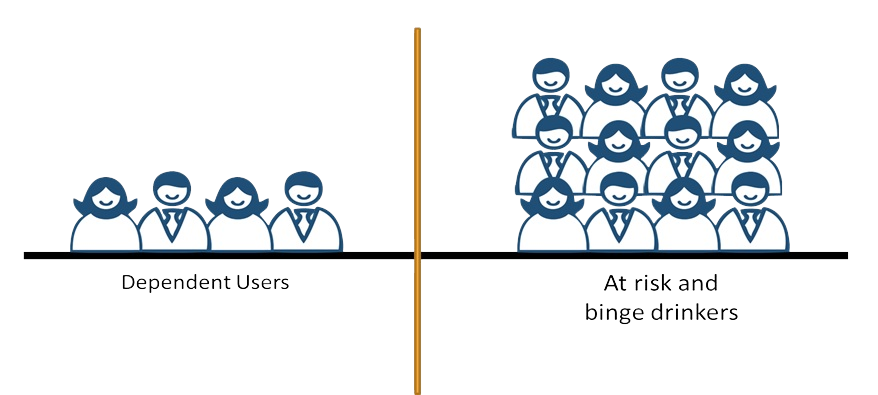 Dependent Users
At risk and
binge drinkers